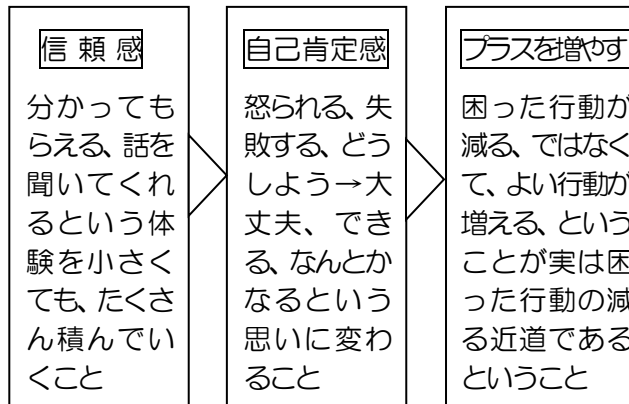 信頼感
分かっても
らえる、話を
聞いてくれ
るという体
験を小さく
ても、たくさ
ん積んでい
くこと
自己肯定感
怒られる、失
敗する、どう
しよう→大
丈夫、でき
る、なんとか
なるという
思いに変わ
ること
プラスを増やす
困った行動が
減る、ではなく
て、よい行動が
増える、という
ことが実は困
った行動の減
る近道である
ということ